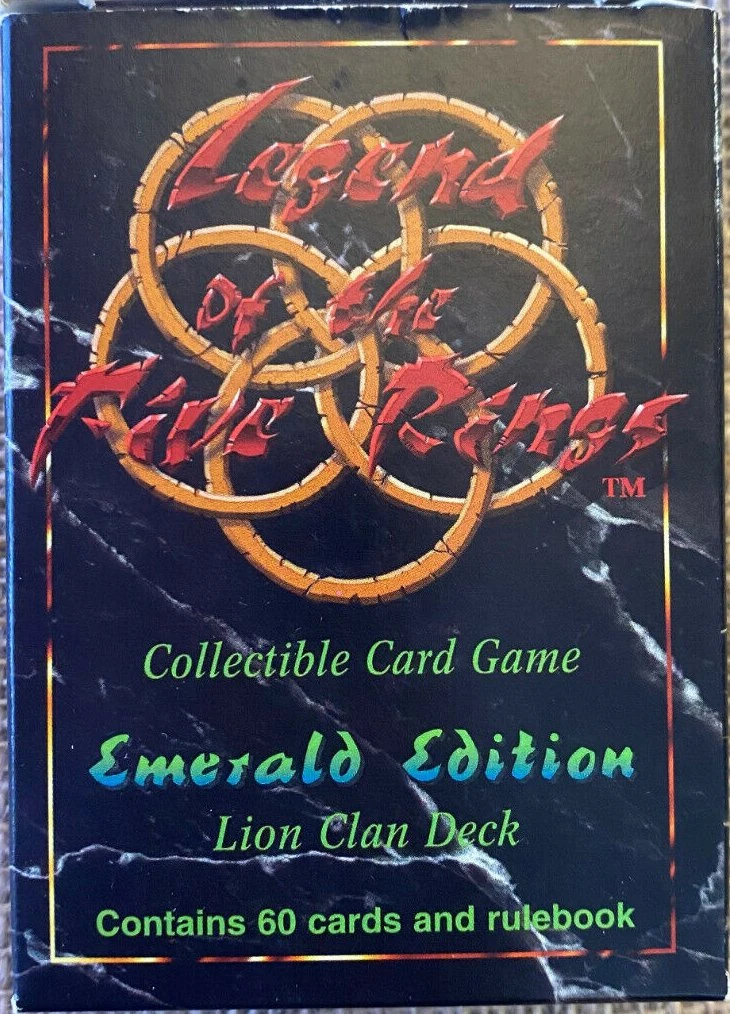 Legend
of the
Five Rings
TM
Collectible Card Game
Emerald Edition
Lion Clan Deck
Contains 60 cards and rulebook